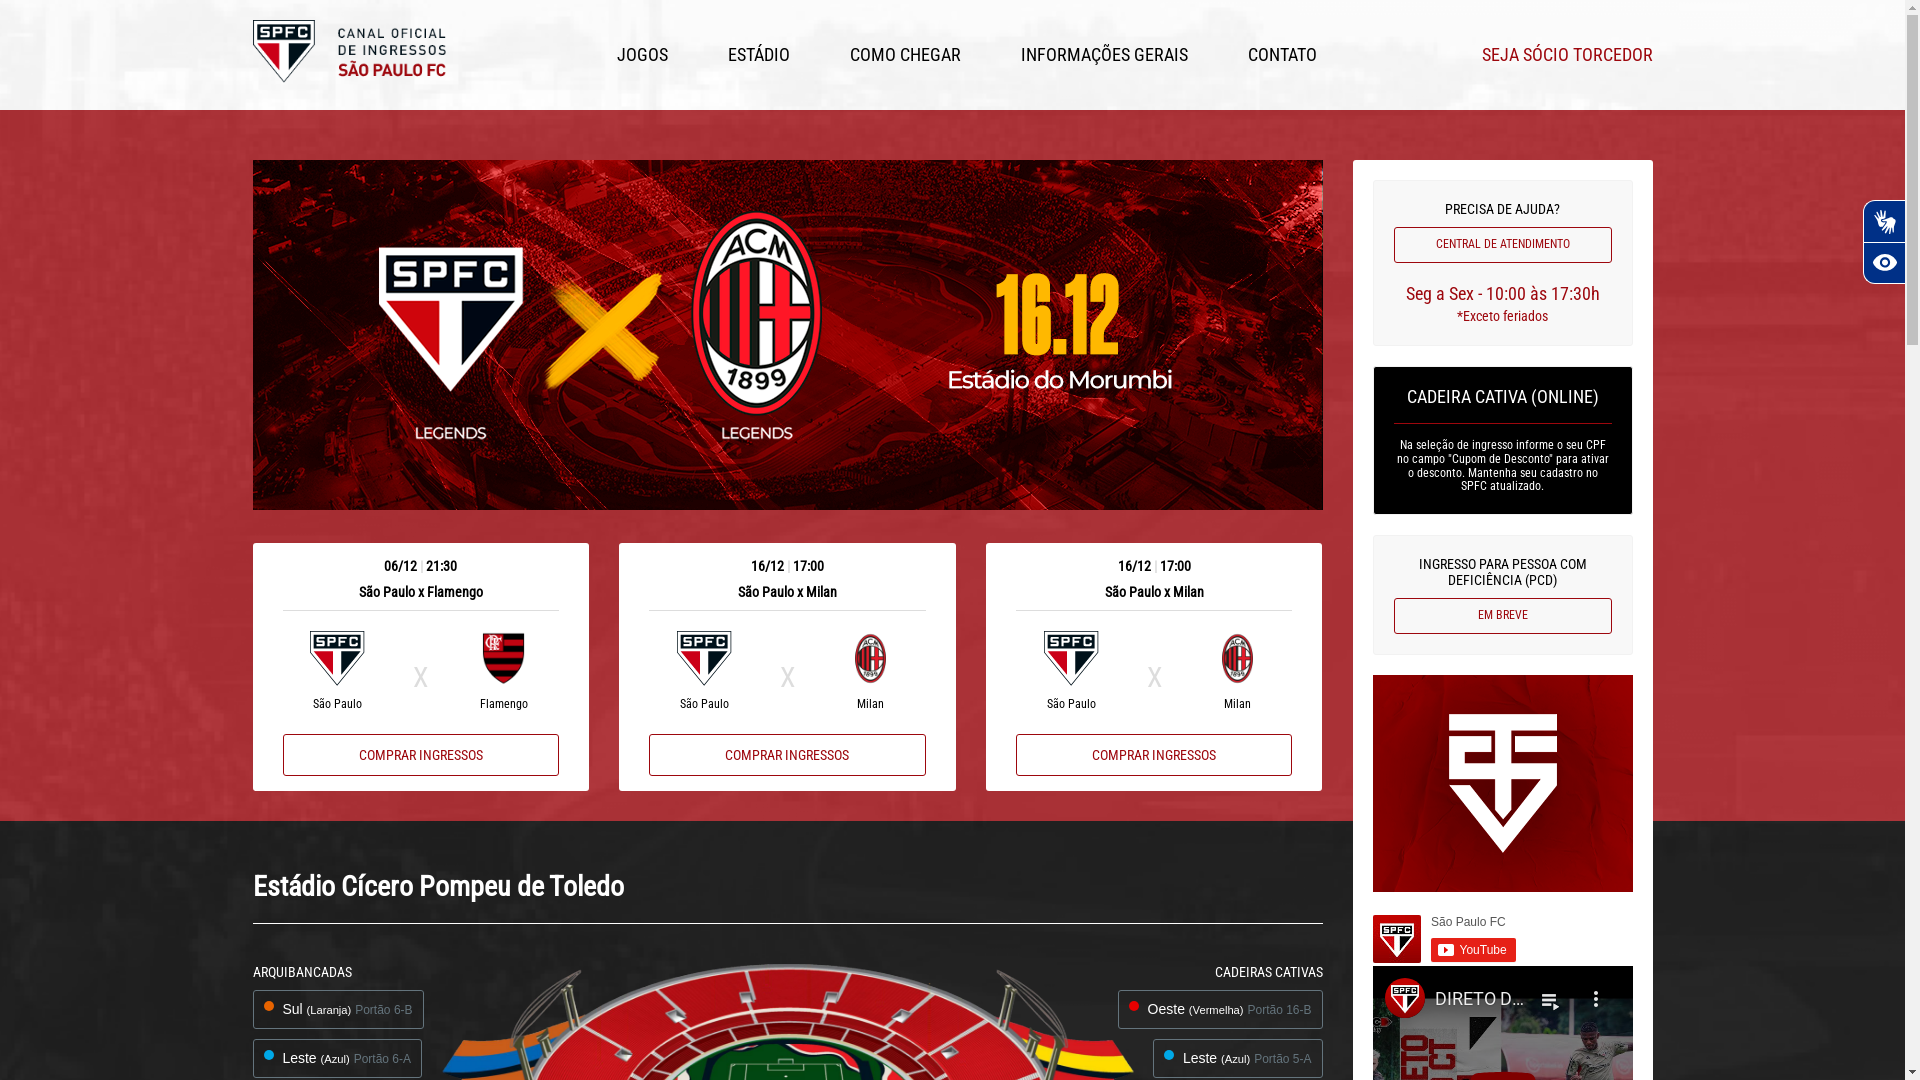 SPFC
CANAL OFICIAL
DE INGRESSOS
SÃO PAULO FC
JOGOS
ESTÁDIO
COMO CHEGAR
INFORMAÇÕES GERAIS
CONTATO
SEJA SÓCIO TORCEDOR
SPFC
LEGENDS
ACM
1899
LEGENDS
16.12
Estádio do Morumbi
PRECISA DE AJUDA?
CENTRAL DE ATENDIMENTO
Seg a Sex - 10:00 às 17:30h
*Exceto feriados
CADEIRA CATIVA (ONLINE)
Na seleção de ingresso informe o seu CPF
no campo "Cupom de Desconto" para ativar
o desconto. Mantenha seu cadastro no
SPFC atualizado.
INGRESSO PARA PESSOA COM
DEFICIÊNCIA (PCD)
EM BREVE
06/12 | 21:30
São Paulo x Flamengo
SPFC
X
São Paulo
Flamengo
COMPRAR INGRESSOS
16/12 | 17:00
São Paulo x Milan
SPFC
X
São Paulo
Milan
COMPRAR INGRESSOS
16/12 | 17:00
São Paulo x Milan
SPFC
X
São Paulo
Milan
COMPRAR INGRESSOS
Estádio Cícero Pompeu de Toledo
ARQUIBANCADAS
Sul (Laranja) Portão 6-B
Leste (Azul) Portão 6-A
CADEIRAS CATIVAS
Oeste (Vermelha) Portão 16-B
Leste (Azul) Portão 5-A
SPFC
São Paulo FC
YouTube
SPFC
DIRETO D...